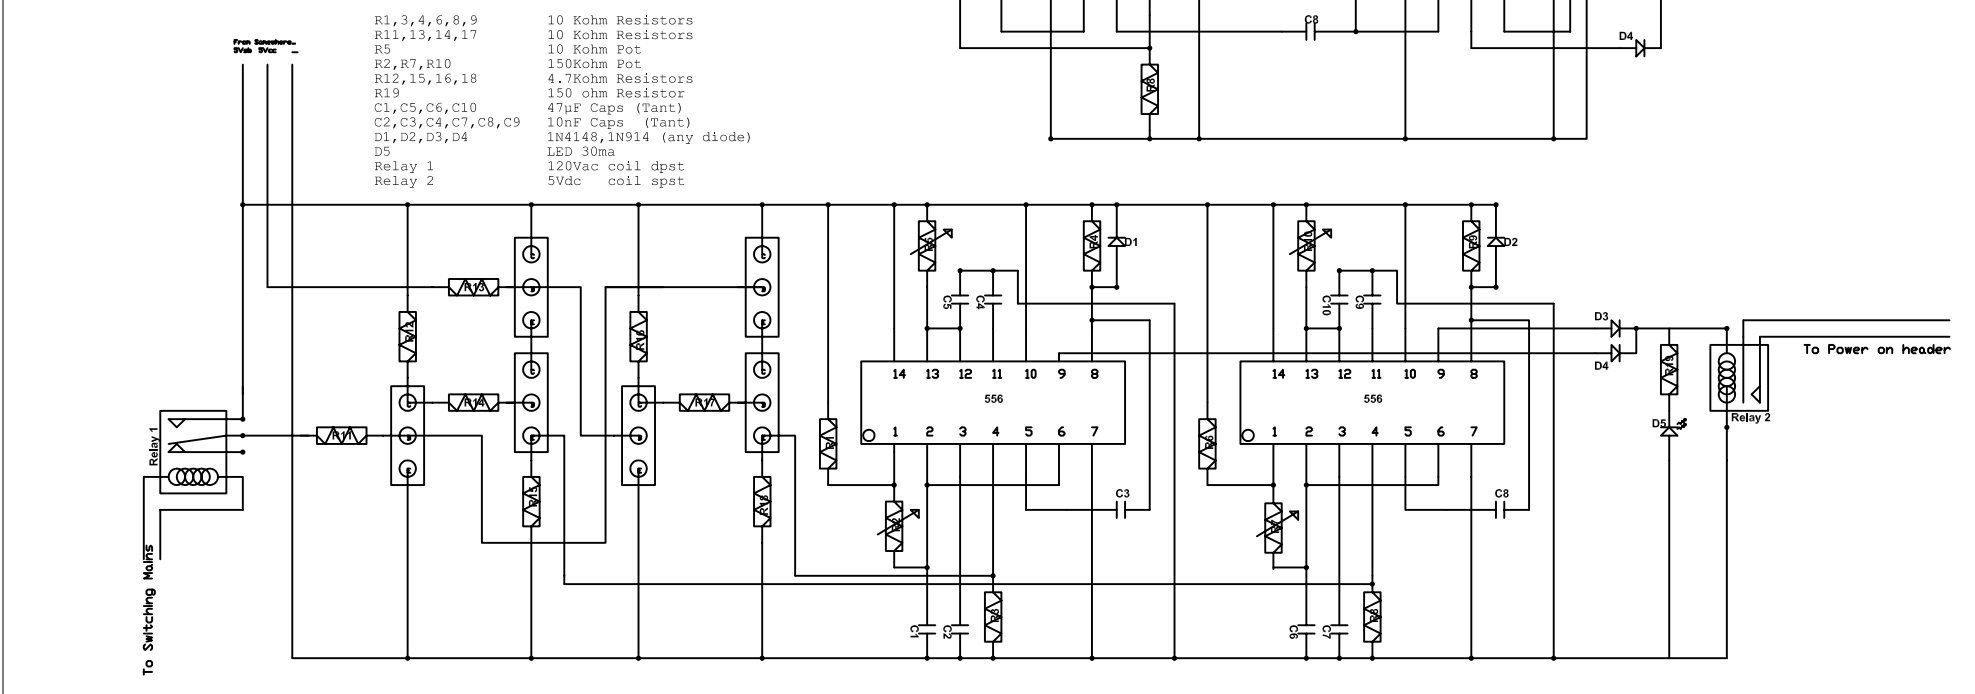 R1,3,4,6,8,9 10 Kohm Resistors
R11,13,14,17 10 Kohm Resistors
R5 10 Kohm Pot
R2,R7,R10 150Kohm Pot
R12,15,16,18 4.7Kohm Resistors
R19 150 ohm Resistor
C1,C5,C6,C10 47µF Caps (Tant)
C2,C3,C4,C7,C8,C9 10nF Caps (Tant)
D1,D2,D3,D4 1N4148,1N914 (any diode)
D5 LED 30ma
Relay 1 120Vac coil dpst
Relay 2 5Vdc coil spst
From Somewhere..
5Vsb 5Vcc
C8
D4
R8
R5
R4
D1
R10
R9
D2
R13
C5
C4
C10
C9
R12
R16
D3
D4
To Power on header
R19
14 13 12 11 10 9 8
556
1 2 3 4 5 6 7
14 13 12 11 10 9 8
556
1 2 3 4 5 6 7
C
B
E
C
B
E
C
B
E
C
B
E
C
B
E
C
B
E
R14
R17
Relay 2
D5
Relay 1
R11
R1
R6
R15
R18
C3
C8
R2
R7
To Switching Mains
R3
R8
C1
C2
C6
C7